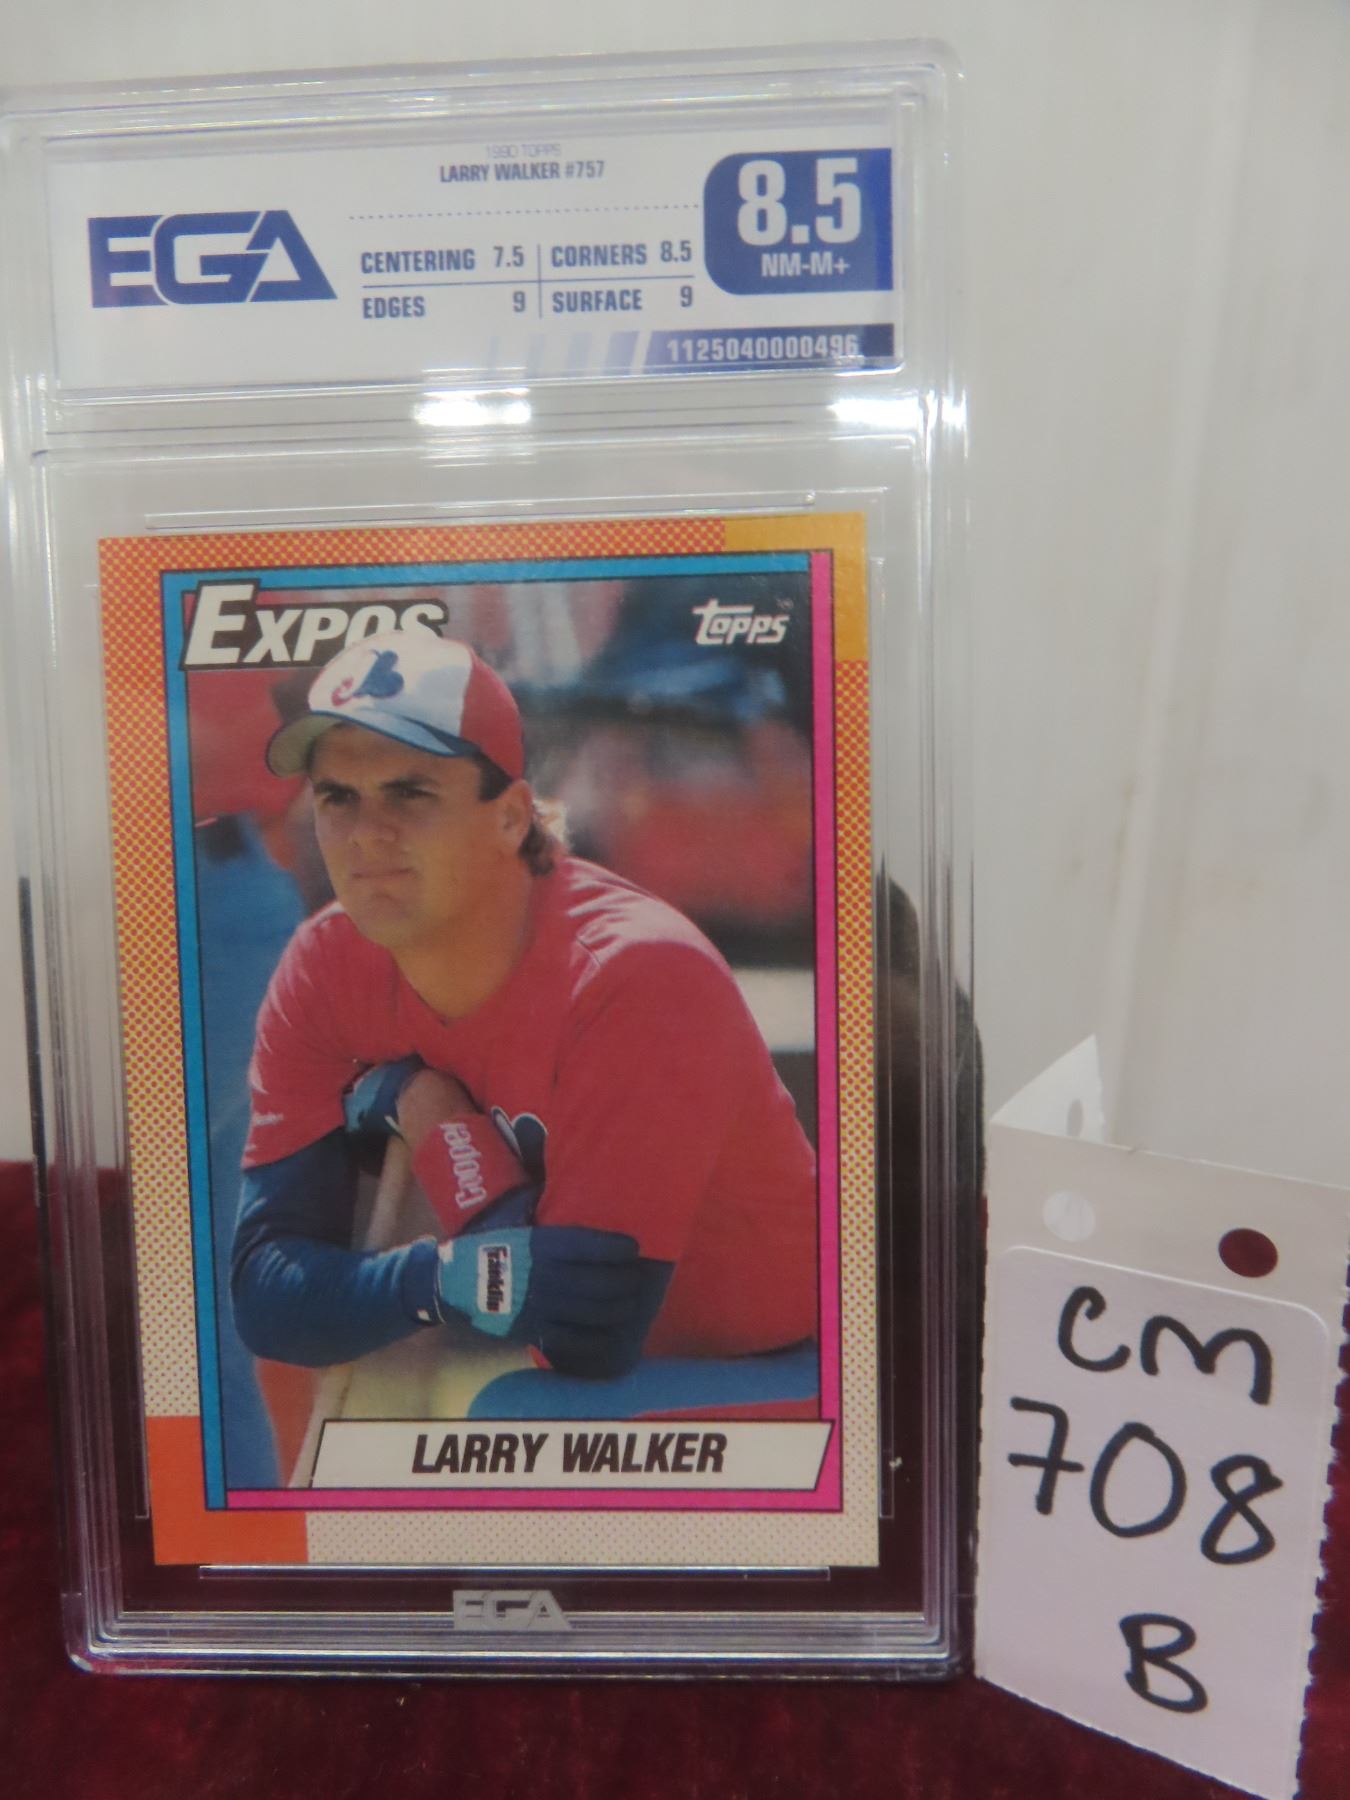 1990 TOPPS
LARRY WALKER #757
EGA
CENTERING 7.5 CORNERS 8.5
EDGES 9 SURFACE 9
8.5
NM-M+
1125040000496
EXPOS
Topps
Cooper
Franklin
LARRY WALKER
EGA
CM
708
B